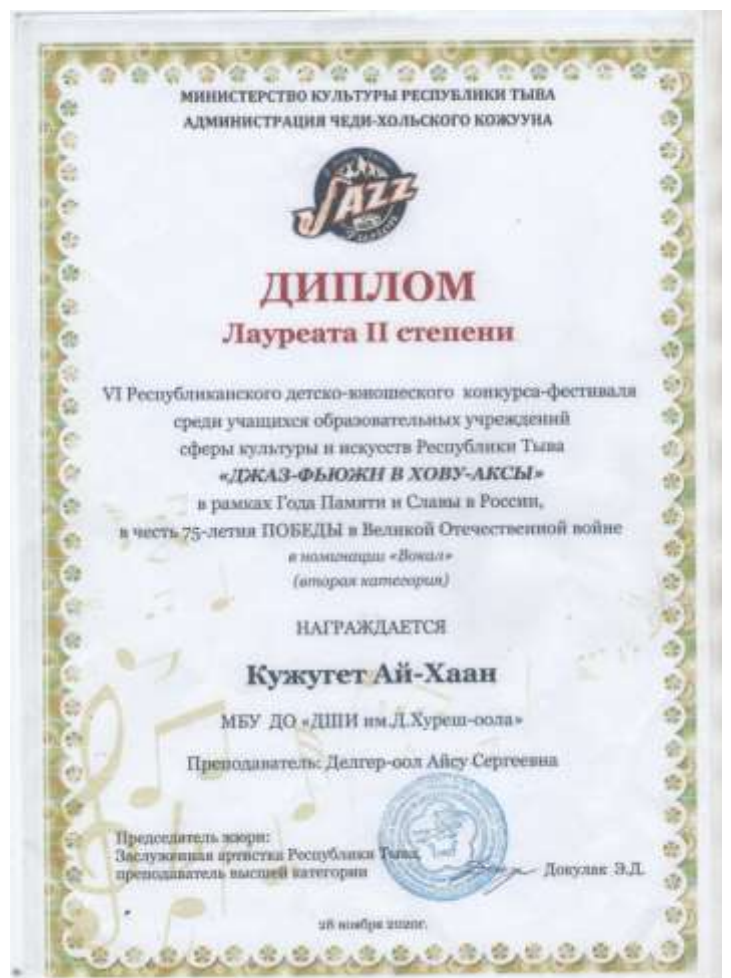 МИНИСТЕРСТВО КУЛЬТУРЫ РЕСПУБЛИКИ ТЫВА
АДМИНИСТРАЦИЯ ЧЕДИ-ХОЛЬСКОГО КОЖУУНА
JAZZ
ДИПЛОМ
Лауреата II степени
VI Республиканского детско-юношеского конкурса-фестиваля
среди учащихся образовательных учреждений
сферы культуры и искусств Республики Тыва
«ДЖАЗ-ФЬЮЖН В ХОВУ-АКСЫ»
в рамках Года Памяти и Славы в России,
в честь 75-летия ПОБЕДЫ в Великой Отечественной войне
в номинации «Вокал»
(вторая категория)
НАГРАЖДАЕТСЯ
Кужугет Ай-Хаан
МБУ ДО «ДШИ им.Д.Хуреш-оола»
Преподаватель: Делгер-оол Айсу Сергеевна
Председатель жюри:
Заслуженная артистка Республики Тыва,
преподаватель высшей категории
Докулак Э.Д.
28 ноября 2020г.